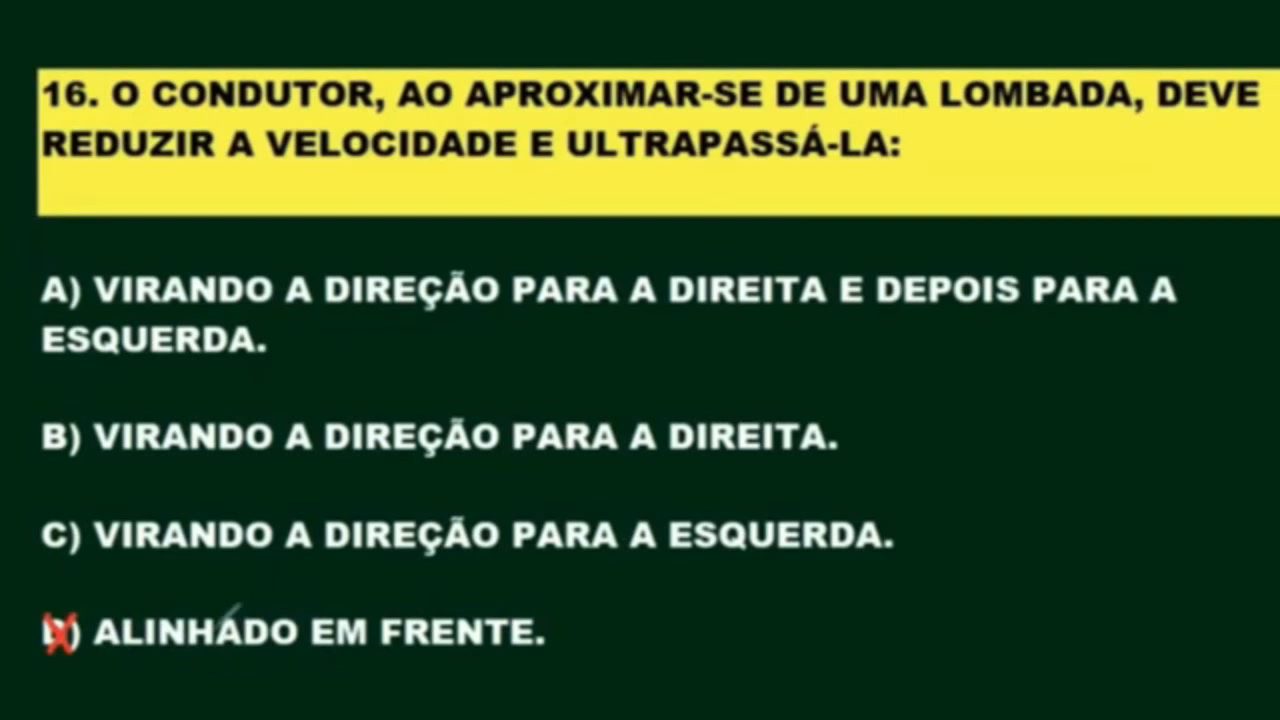 16. O CONDUTOR, AO APROXIMAR-SE DE UMA LOMBADA, DEVE
REDUZIR A VELOCIDADE E ULTRAPASSÁ-LA:
A) VIRANDO A DIREÇÃO PARA A DIREITA E DEPOIS PARA A
ESQUERDA.
B) VIRANDO A DIREÇÃO PARA A DIREITA.
C) VIRANDO A DIREÇÃO PARA A ESQUERDA.
D) ALINHADO EM FRENTE.